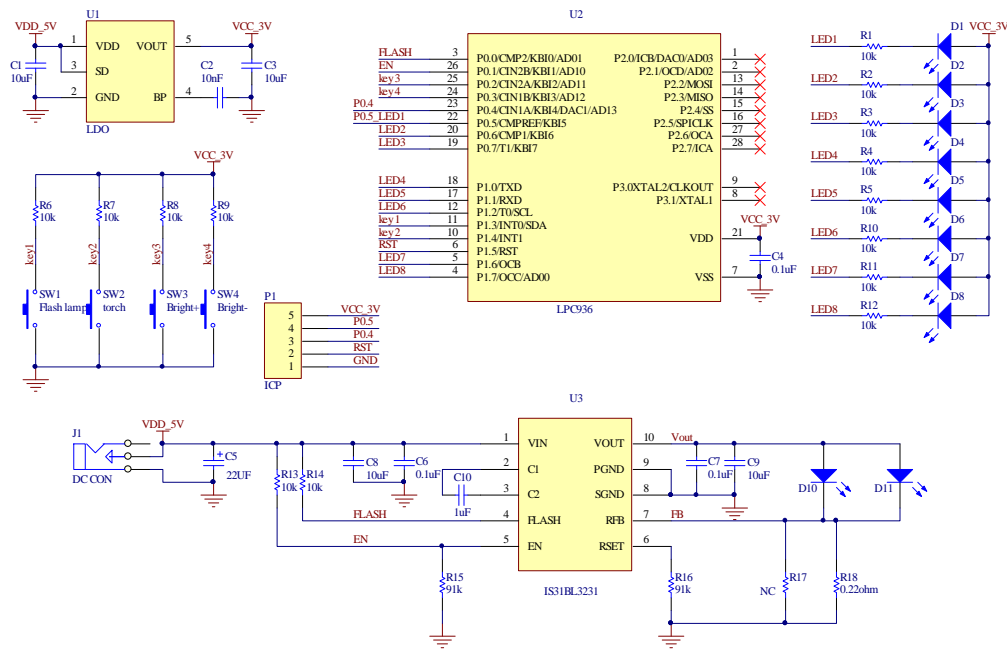 U1
VDD_5V
VCC_3V
1 VDD VOUT 5
3 SD
2 GND BP 4
C1
10uF
C2
10nF
C3
10uF
LDO
U2
FLASH 3 P0.0/CMP2/KBI0/AD01
EN 26 P0.1/CIN2B/KBI1/AD10
key3 25 P0.2/CIN2A/KBI2/AD11
key4 24 P0.3/CIN1B/KBI3/AD12
P0.4 23 P0.4/CIN1A/KBI4/DAC1/AD13
P0.5_LED1 22 P0.5/CMPREF/KBI5
LED2 20 P0.6/CMP1/KBI6
LED3 19 P0.7/T1/KBI7
LED4 18 P1.0/TXD
LED5 17 P1.1/RXD
LED6 12 P1.2/T0/SCL
key1 11 P1.3/INT0/SDA
key2 10 P1.4/INT1
RST 6 P1.5/RST
LED7 5 P1.6/OCB
LED8 4 P1.7/OCC/AD00
P2.0/ICB/DAC0/AD03 1
P2.1/OCD/AD02 2
P2.2/MOSI 13
P2.3/MISO 14
P2.4/SS 15
P2.5/SPICLK 16
P2.6/OCA 27
P2.7/ICA 28
P3.0XTAL2/CLKOUT 9
P3.1/XTAL1 8
VDD 21
VSS 7
VCC_3V
C4
0.1uF
LPC936
VCC_3V
LED1 R1 10k D1
LED2 R2 10k D2
LED3 R3 10k D3
LED4 R4 10k D4
LED5 R5 10k D5
LED6 R10 10k D6
LED7 R11 10k D7
LED8 R12 10k D8
VCC_3V
R6
10k
R7
10k
R8
10k
R9
10k
key1
key2
key3
key4
SW1
Flash lamp
SW2
torch
SW3
Bright+
SW4
Bright-
P1
5 VCC_3V
4 P0.5
3 P0.4
2 RST
1 GND
ICP
J1
DC CON
VDD_5V
C5
22UF
+
R13
10k
R14
10k
C8
10uF
C6
0.1uF
C10
1uF
FLASH
EN
R15
91k
U3
1 VIN VOUT 10
2 C1 PGND 9
3 C2 SGND 8
4 FLASH RFB 7
5 EN RSET 6
IS31BL3231
Vout
C7
0.1uF
C9
10uF
D10
D11
FB
R16
91k
R17
NC
R18
0.22ohm